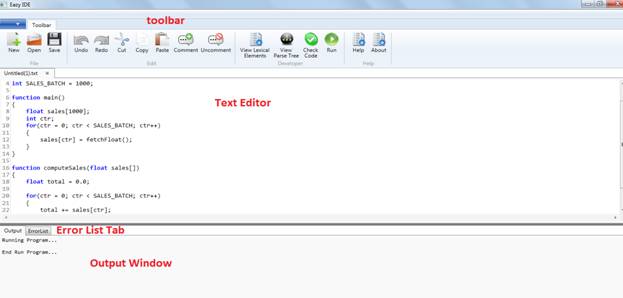 Easy IDE
toolbar
Toolbar
New Open Save Undo Redo Cut Copy Paste Comment Uncomment View Lexical Elements View Parse Tree Check Code Run Help About
File Edit Developer Help
Untitled(1).txt x
4 int SALES_BATCH = 1000;
5
6 function main()
7 {
8 float sales[1000];
9 int ctr;
10 for(ctr = 0; ctr < SALES_BATCH; ctr++)
11 {
12 sales[ctr] = fetchFloat();
13 }
14 }
15
16 function computeSales(float sales[])
17 {
18 float total = 0.0;
19
20 for(ctr = 0; ctr < SALES_BATCH; ctr++)
21 {
22 total += sales[ctr];
Text Editor
Output ErrorList Error List Tab
Running Program...
End Run Program...
Output Window